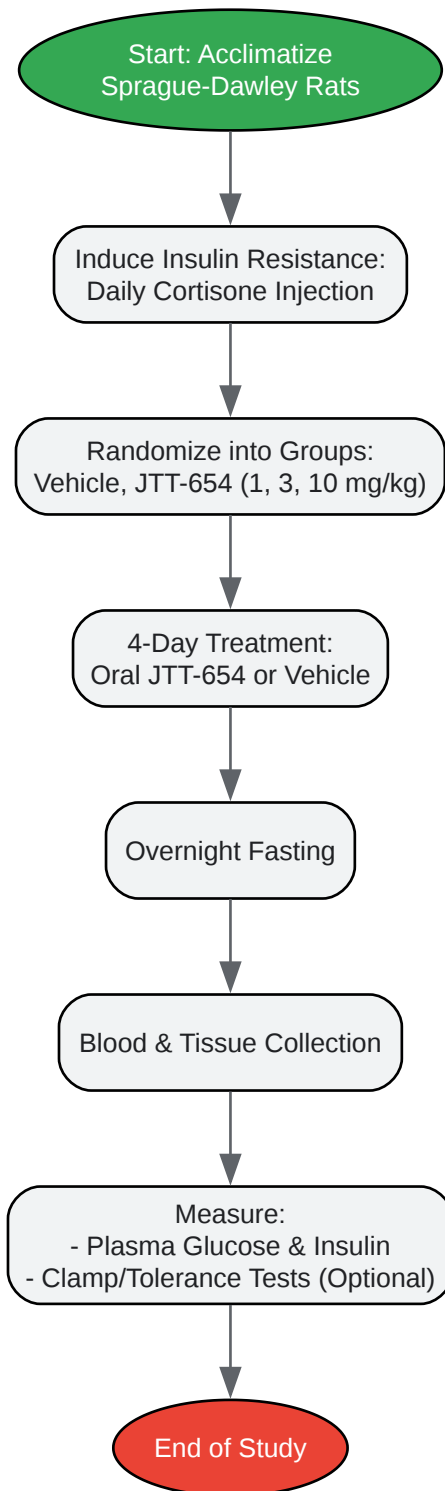 Start: Acclimatize
Sprague-Dawley Rats
Induce Insulin Resistance:
Daily Cortisone Injection
Randomize into Groups:
Vehicle, JTT-654 (1, 3, 10 mg/kg)
4-Day Treatment:
Oral JTT-654 or Vehicle
Overnight Fasting
Blood & Tissue Collection
Measure:
- Plasma Glucose & Insulin
- Clamp/Tolerance Tests (Optional)
End of Study